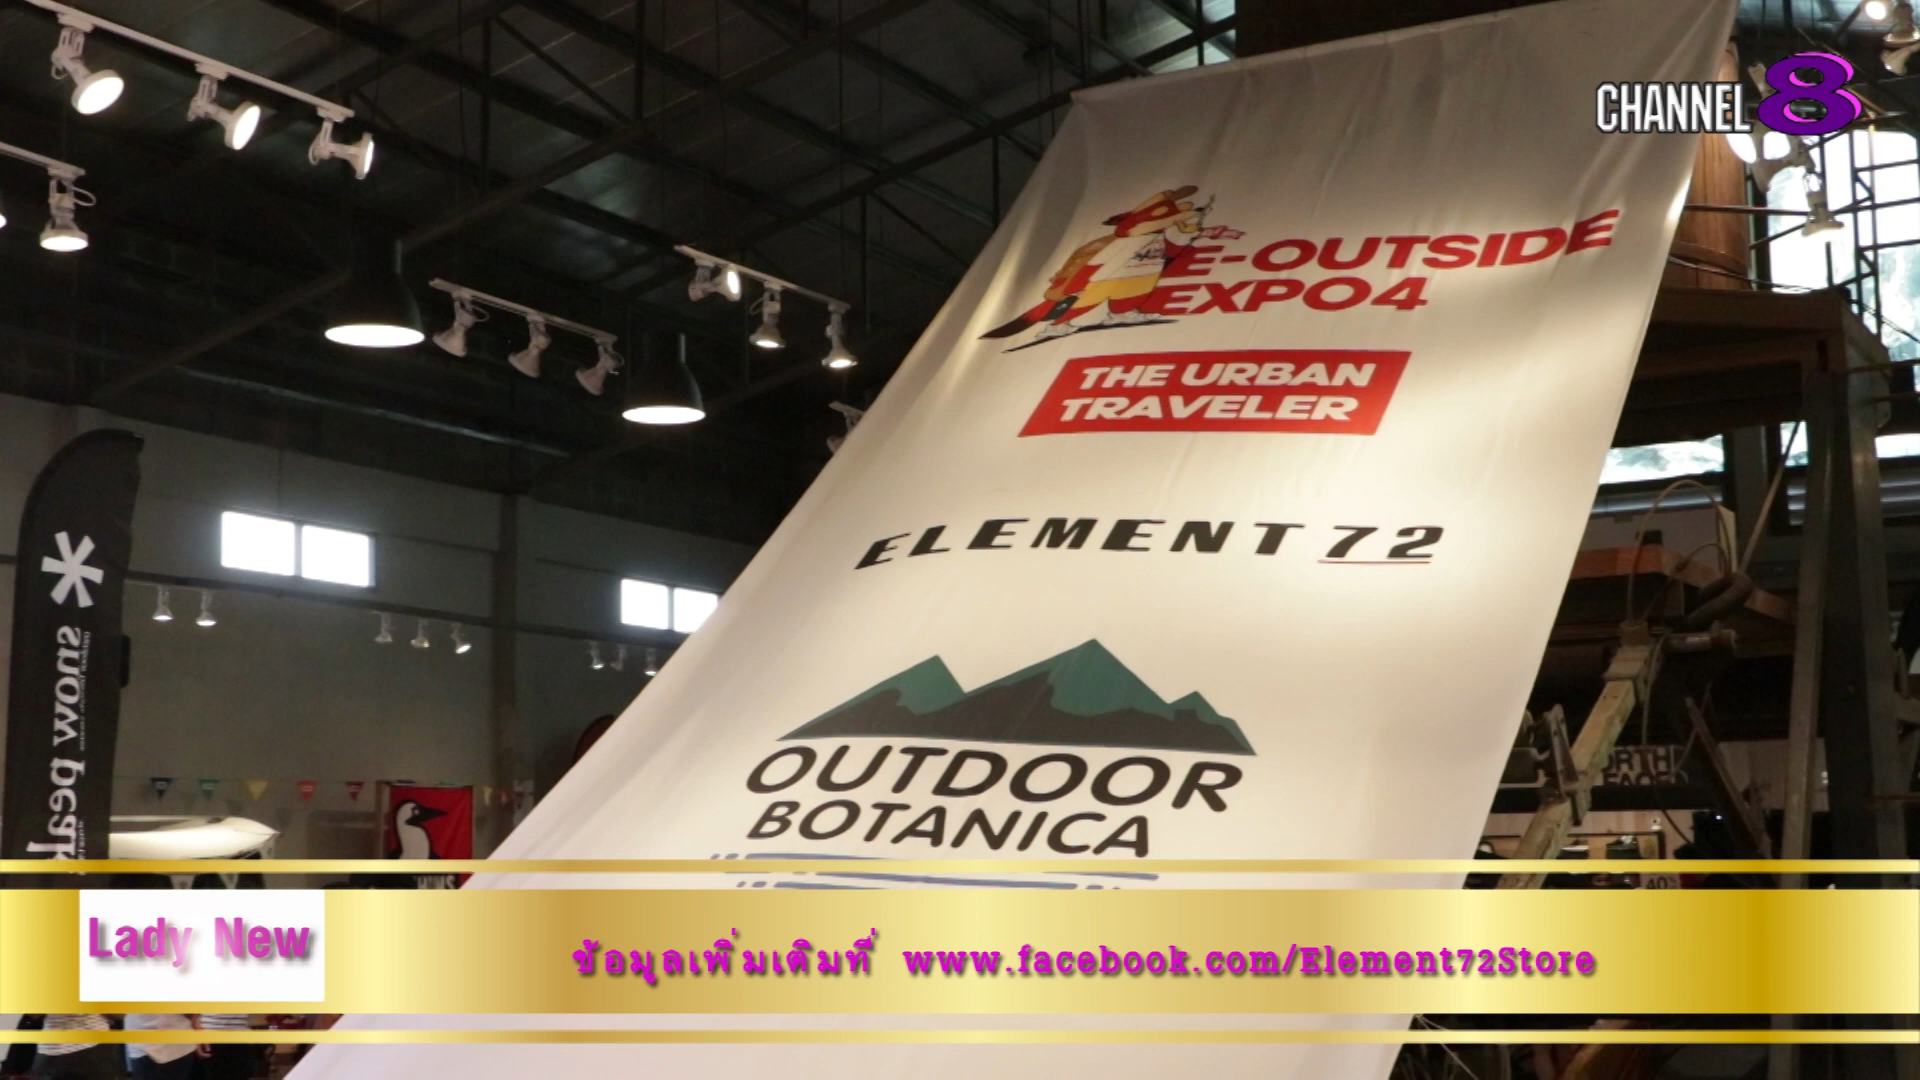 CHANNEL 8
E-OUTSIDE
EXPO4
THE URBAN
TRAVELER
ELEMENT 72
OUTDOOR
BOTANICA
snow peak
Lady New
ข้อมูลเพิ่มเติมที่ www.facebook.com/Element72Store